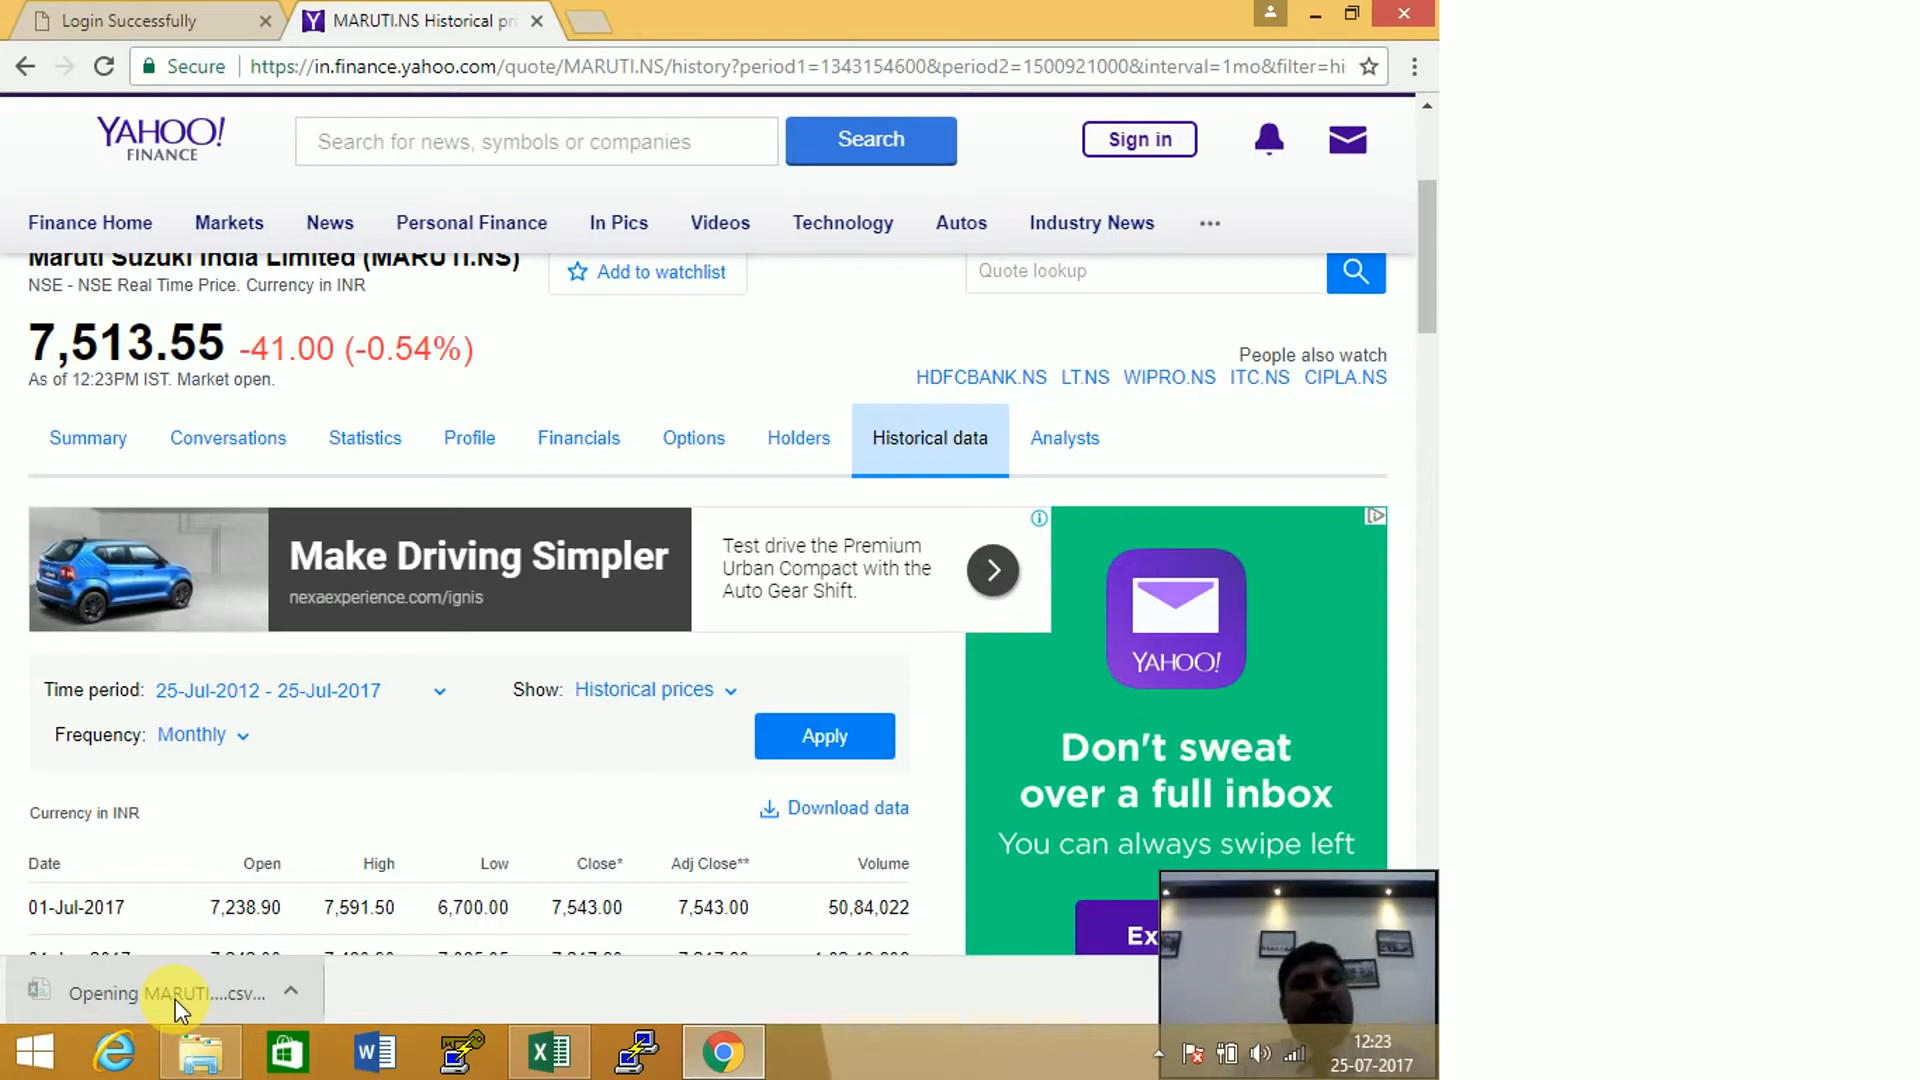 Login Successfully
MARUTI.NS Historical pri
Secure
https://in.finance.yahoo.com/quote/MARUTI.NS/history?period1=1343154600&period2=1500921000&interval=1mo&filter=hi
YAHOO!
FINANCE
Search for news, symbols or companies
Search
Sign in
Finance Home
Markets
News
Personal Finance
In Pics
Videos
Technology
Autos
Industry News
Maruti Suzuki India Limited (MARUTI.NS)
NSE - NSE Real Time Price. Currency in INR
Add to watchlist
Quote lookup
7,513.55 -41.00 (-0.54%)
As of 12:23PM IST. Market open.
People also watch
HDFCBANK.NS LT.NS WIPRO.NS ITC.NS CIPLA.NS
Summary
Conversations
Statistics
Profile
Financials
Options
Holders
Historical data
Analysts
Make Driving Simpler
nexaexperience.com/ignis
Test drive the Premium
Urban Compact with the
Auto Gear Shift.
YAHOO!
Don't sweat
over a full inbox
You can always swipe left
Ex
Time period: 25-Jul-2012 - 25-Jul-2017
Show: Historical prices
Frequency: Monthly
Apply
Currency in INR
Download data
Date Open High Low Close* Adj Close** Volume
01-Jul-2017 7,238.90 7,591.50 6,700.00 7,543.00 7,543.00 50,84,022
Opening MARUTI....csv...
12:23
25-07-2017